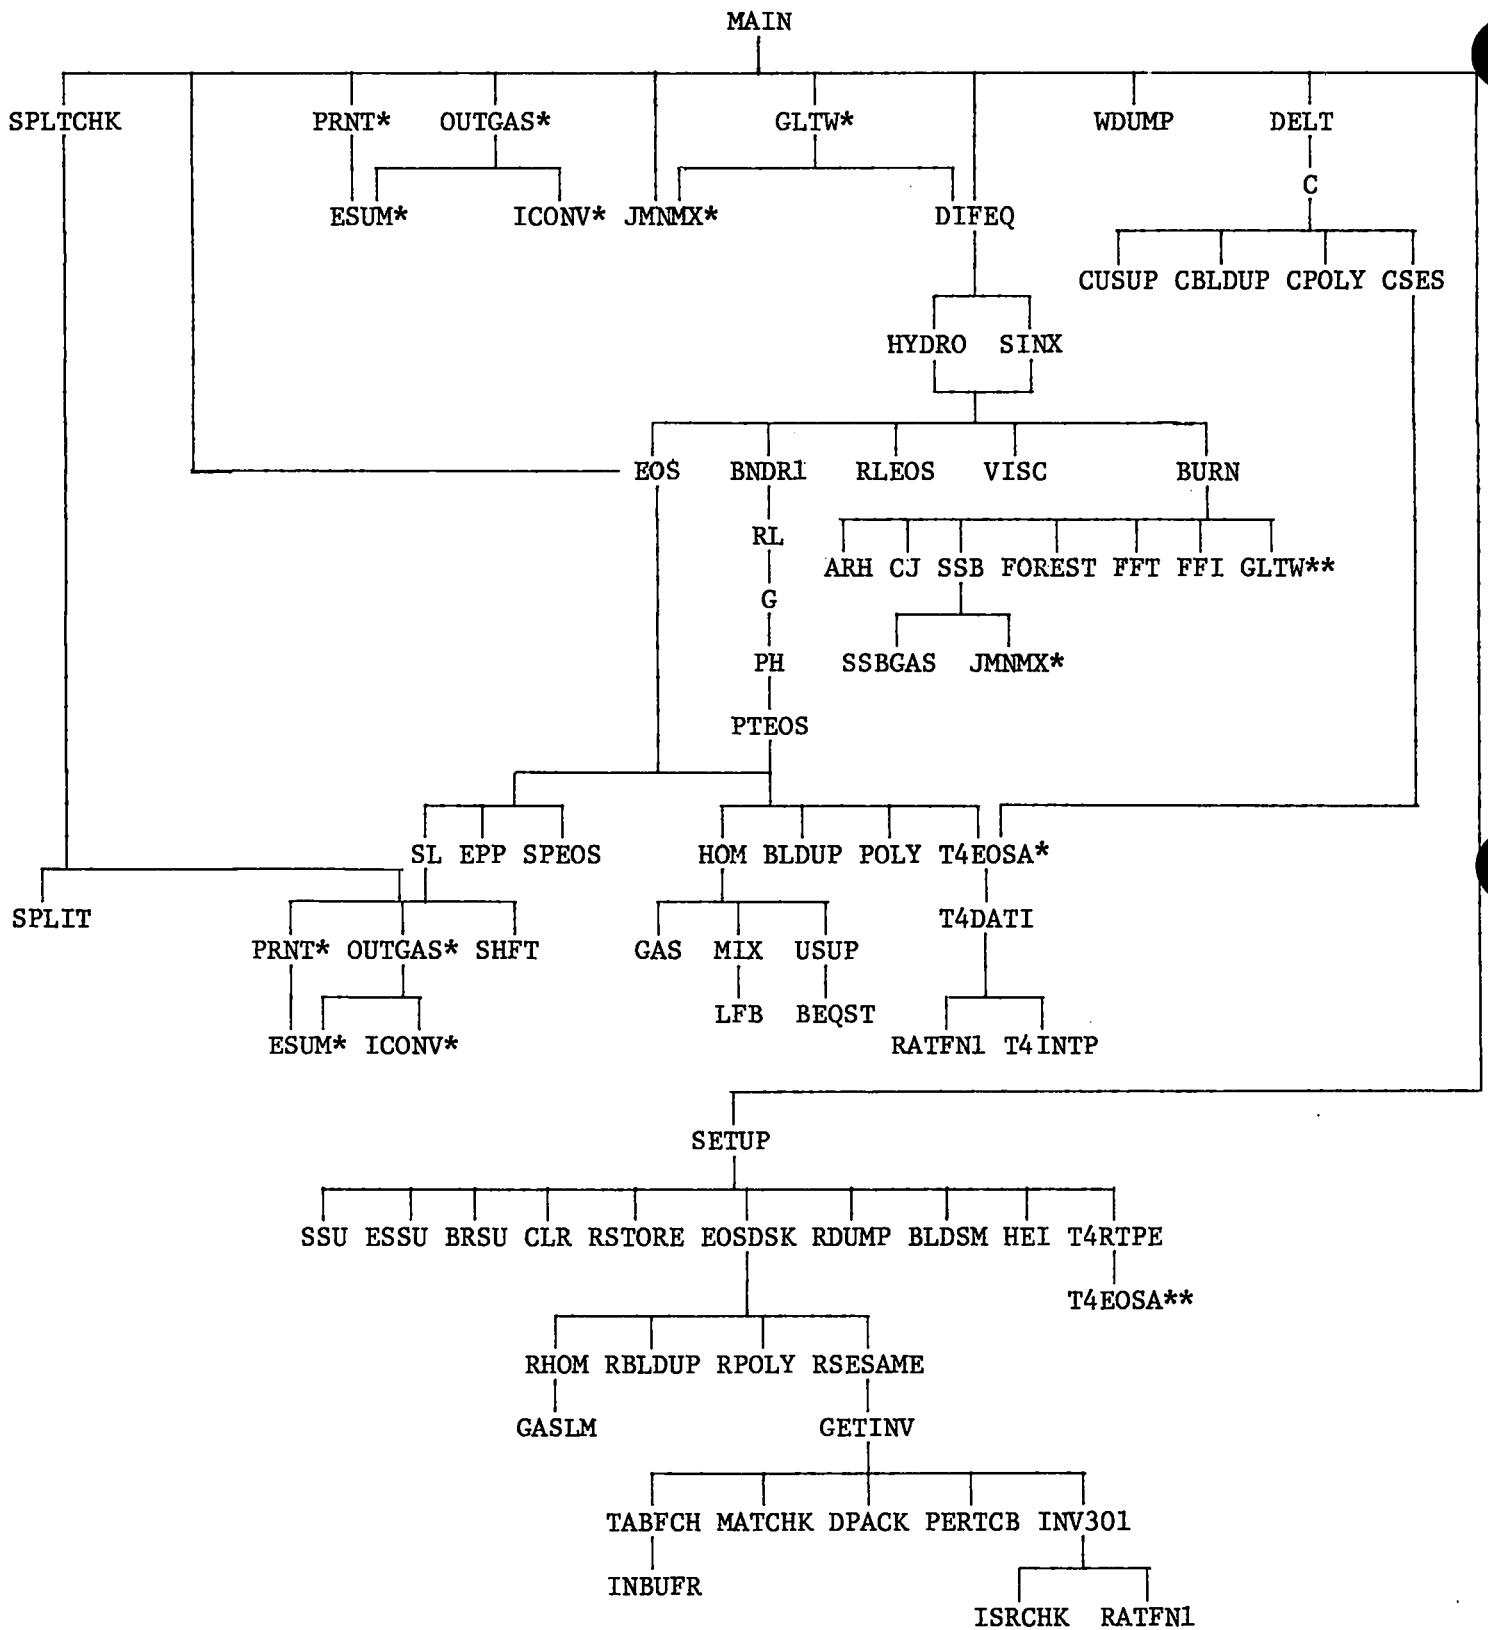 MAIN
SPLTCHK PRNT* OUTGAS* GLTW* WDUMP DELT
C
ESUM* ICONV* JMNMX* DIFEQ
CUSUP CBLDUP CPOLY CSES
HYDRO SINX
EOS BNDR1 RLEOS VISC BURN
RL
ARH CJ SSB FOREST FFT FFI GLTW**
G
PH SSBGAS JMNMX*
PTEOS
SL EPP SPEOS HOM BLDUP POLY T4EOSA*
SPLIT T4DATI
PRNT* OUTGAS* SHFT GAS MIX USUP
LFB BEQST
ESUM* ICONV* RATFN1 T4INTP
SETUP
SSU ESSU BRSU CLR RSTORE EOSDSK RDUMP BLDSM HEI T4RTPE
T4EOSA**
RHOM RBLDUP RPOLY RSESAME
GASLM GETINV
TABFCH MATCHK DPACK PERTCB INV301
INBUFR
ISRCHK RATFN1